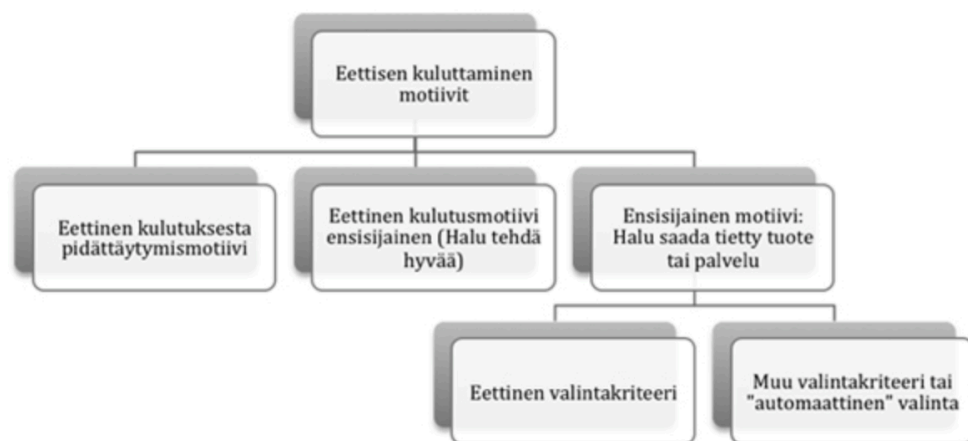 Eettisen kuluttaminen
motiivit
Eettinen kulutuksesta
pidättäytymismotiivi
Eettinen kulutusmotiivi
ensisijainen (Halu tehdä
hyvää)
Ensisijainen motiivi:
Halu saada tietty tuote
tai palvelu
Eettinen valintakriteeri
Muu valintakriteeri tai
"automaattinen" valinta